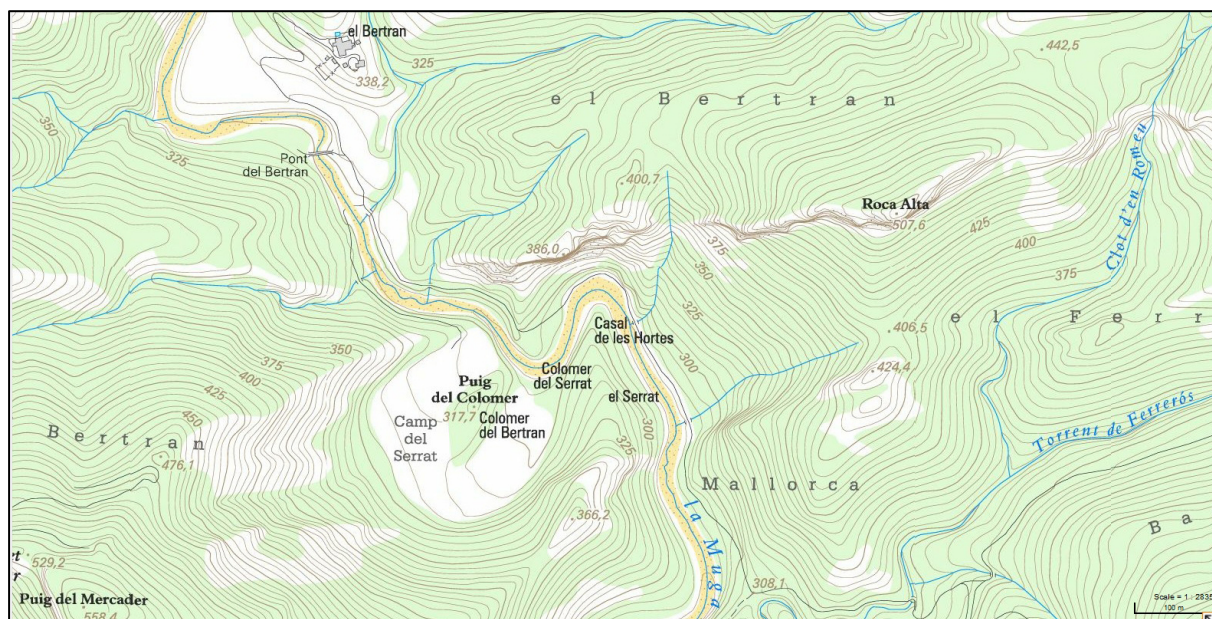 el Bertran
338,2
325
442,5
350
el Bertran
325
Pont
del Bertran
Clot d'en Romeu
400,7
Roca Alta
507,6
425
400
375
386,0
375
350
325
Casal
de les Hortes
406,5
el Ferr
350
375
400
425
450
300
Puig
del Colomer
Colomer
del Serrat
424,4
317,7
Colomer
del Bertran
Camp
del
Serrat
el Serrat
300
325
Torrent de Ferrerós
Bertran
476,1
Mallorca
la Muga
366,2
Ba
et
r
529,2
308,1
Puig del Mercader
558,4
Scale = 1 : 2835
100 m